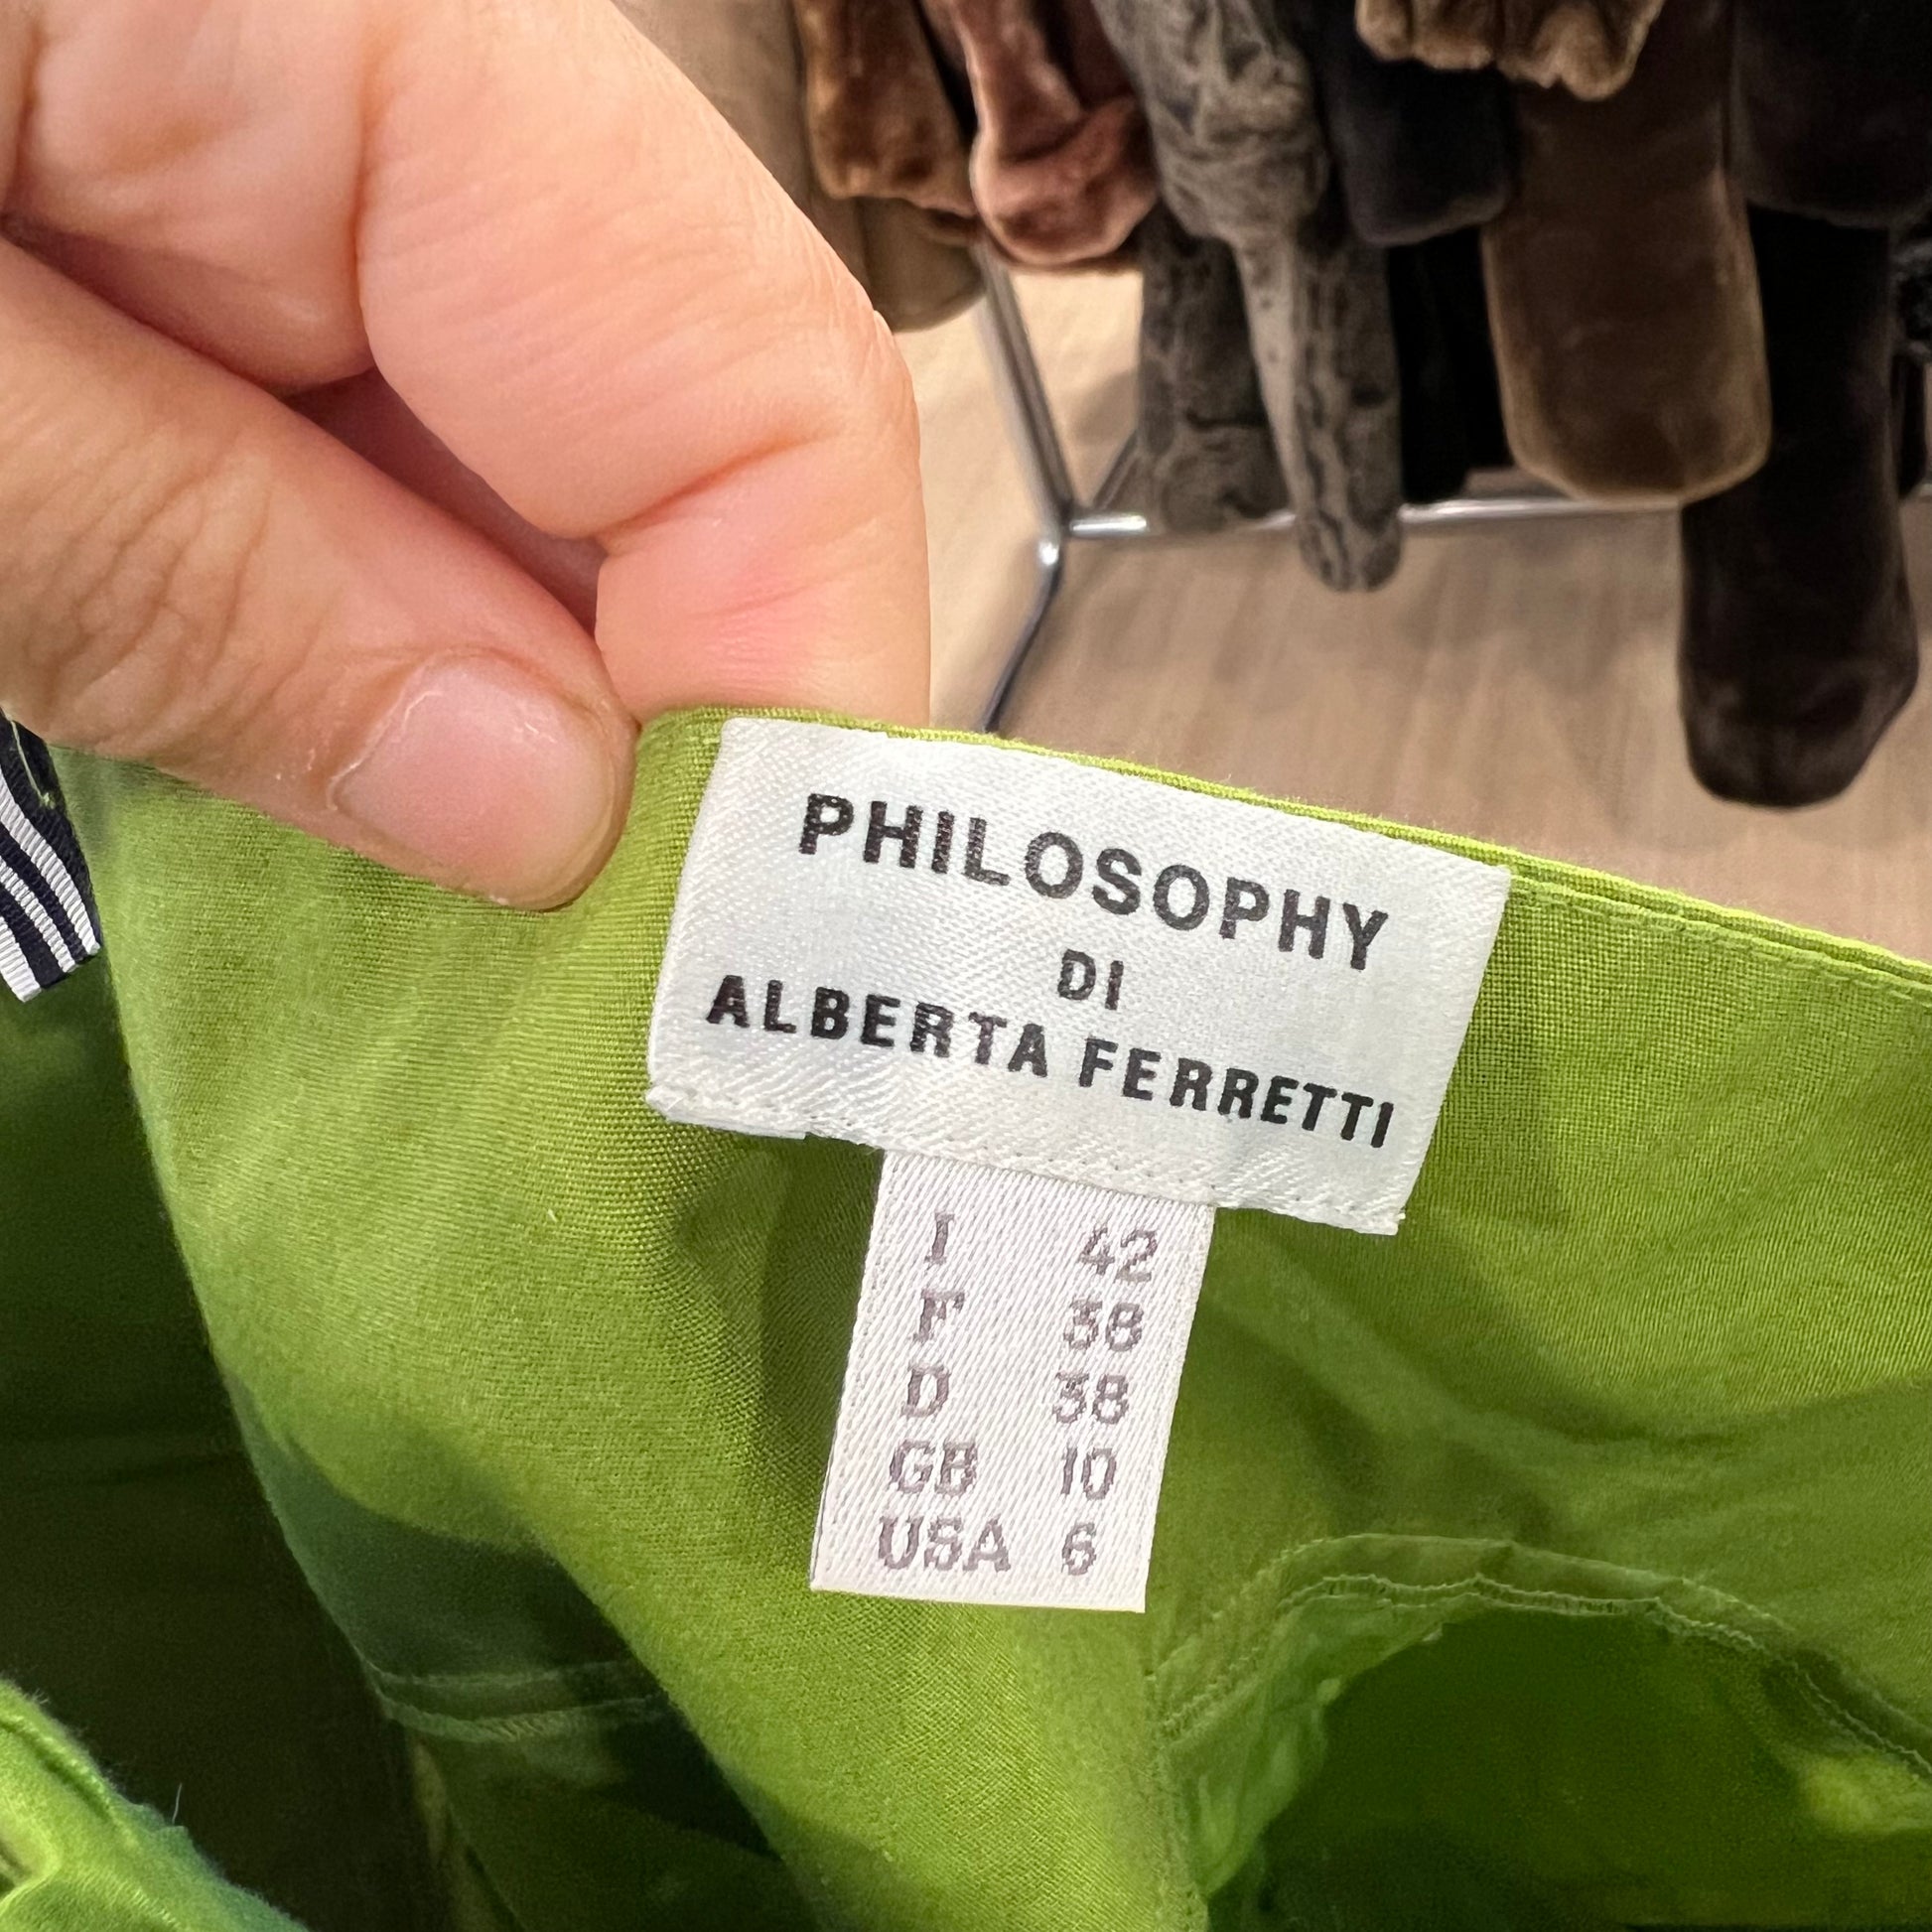 PHILOSOPHY
DI
ALBERTA FERRETTI
I 42
F 38
D 38
GB 10
USA 6